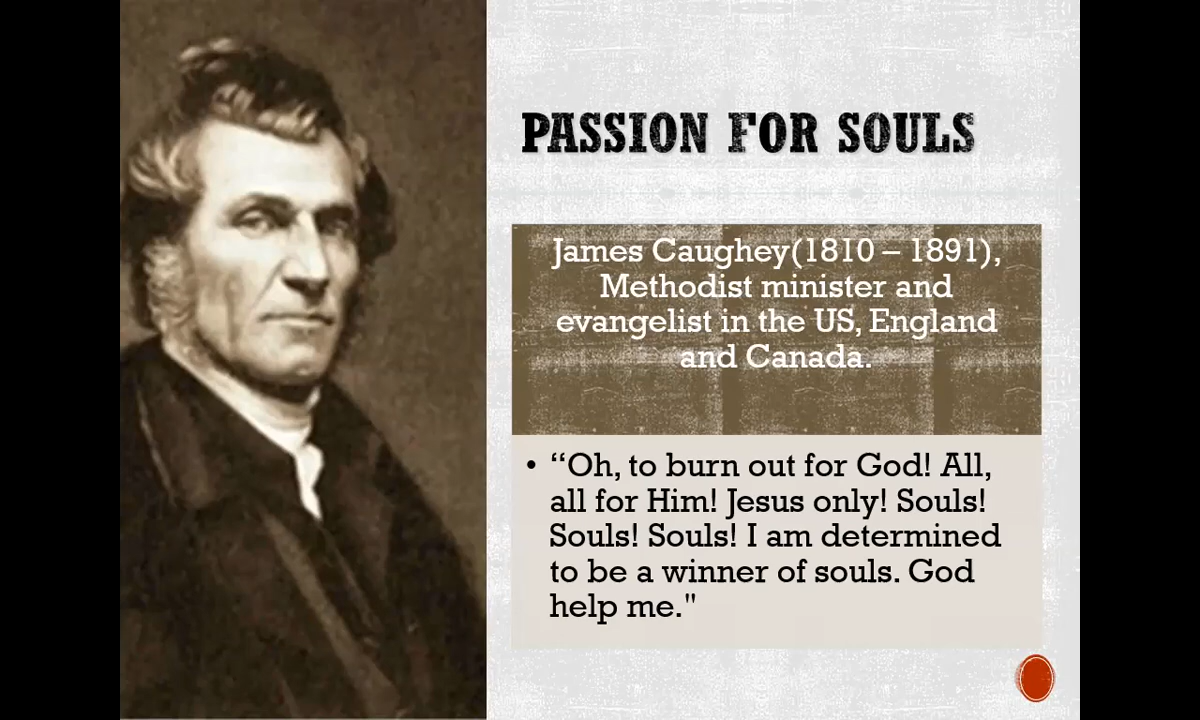 PASSION FOR SOULS
James Caughey(1810 – 1891),
Methodist minister and
evangelist in the US, England
and Canada.
• “Oh, to burn out for God! All,
all for Him! Jesus only! Souls!
Souls! Souls! I am determined
to be a winner of souls. God
help me."